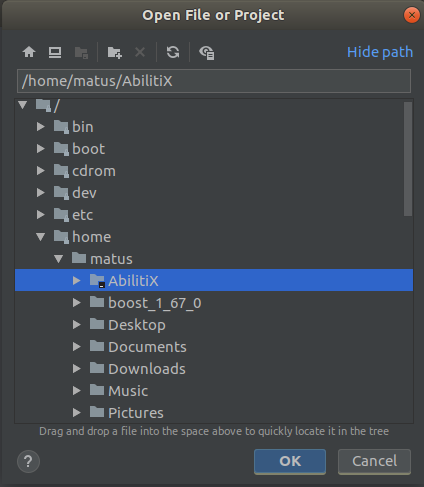 Open File or Project
Hide path
/home/matus/AbilitiX
/
bin
boot
cdrom
dev
etc
home
matus
AbilitiX
boost_1_67_0
Desktop
Documents
Downloads
Music
Pictures
Drag and drop a file into the space above to quickly locate it in the tree
?
OK
Cancel